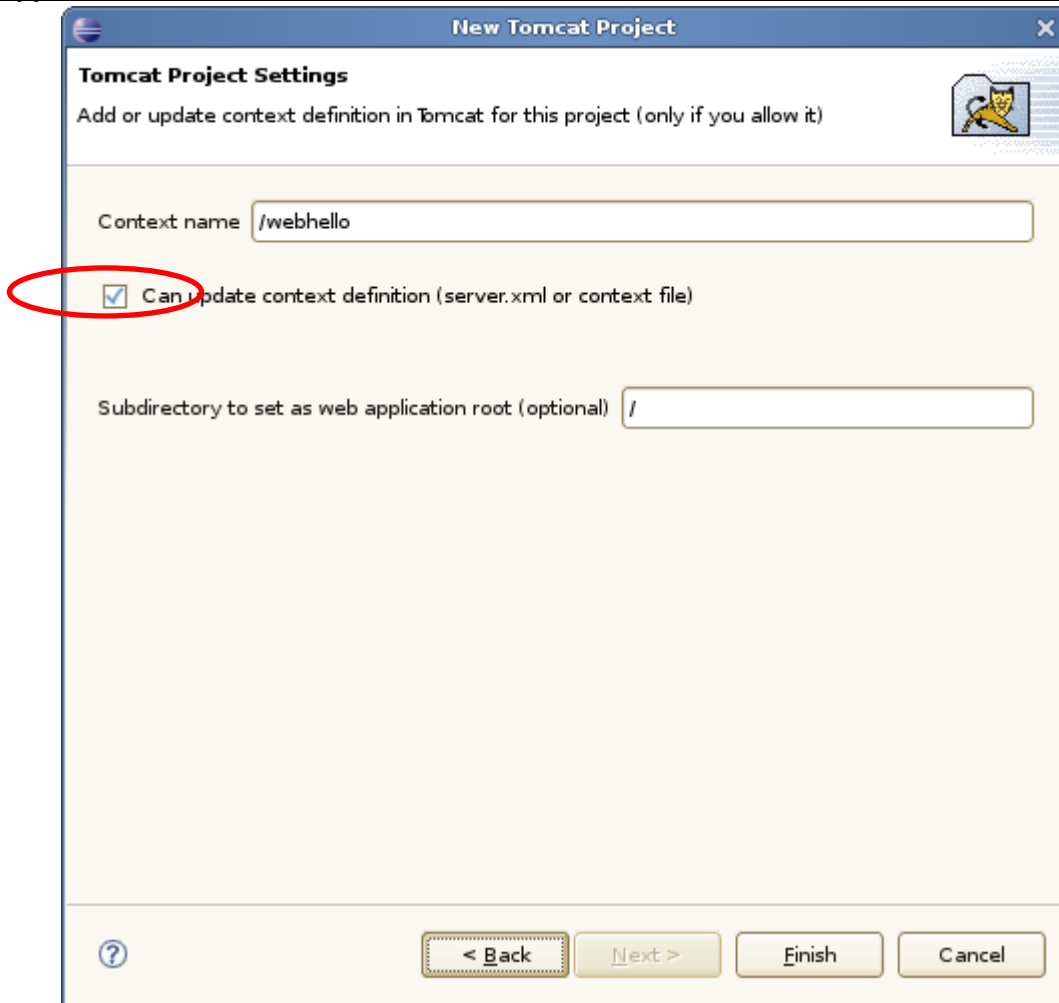 New Tomcat Project
Tomcat Project Settings
Add or update context definition in Tomcat for this project (only if you allow it)
Context name /webhello
Can update context definition (server.xml or context file)
Subdirectory to set as web application root (optional) /
< Back Next > Finish Cancel